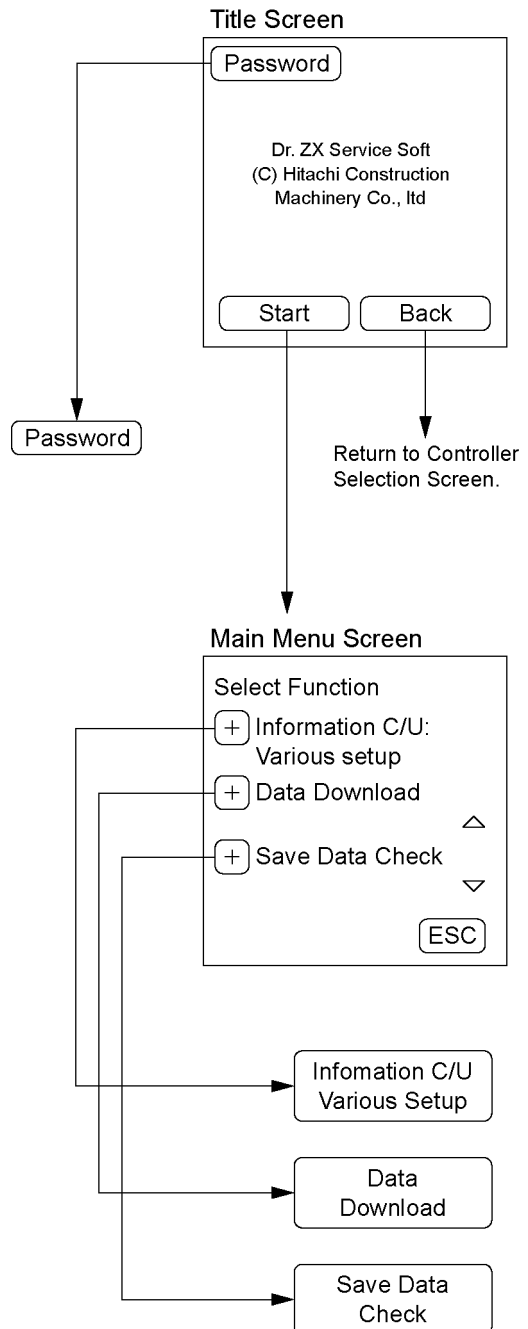 Title Screen
Password
Dr. ZX Service Soft
(C) Hitachi Construction
Machinery Co., ltd
Start
Back
Password
Return to Controller
Selection Screen.
Main Menu Screen
Select Function
+ Information C/U:
Various setup
+ Data Download
+ Save Data Check
ESC
Infomation C/U
Various Setup
Data
Download
Save Data
Check